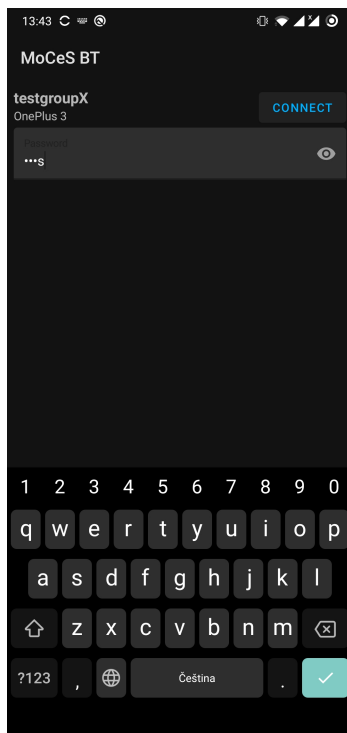 13:43
MoCeS BT
testgroupX
OnePlus 3
CONNECT
Password
•••s
1 2 3 4 5 6 7 8 9 0
q w e r t y u i o p
a s d f g h j k l
z x c v b n m
?123 , Čeština .